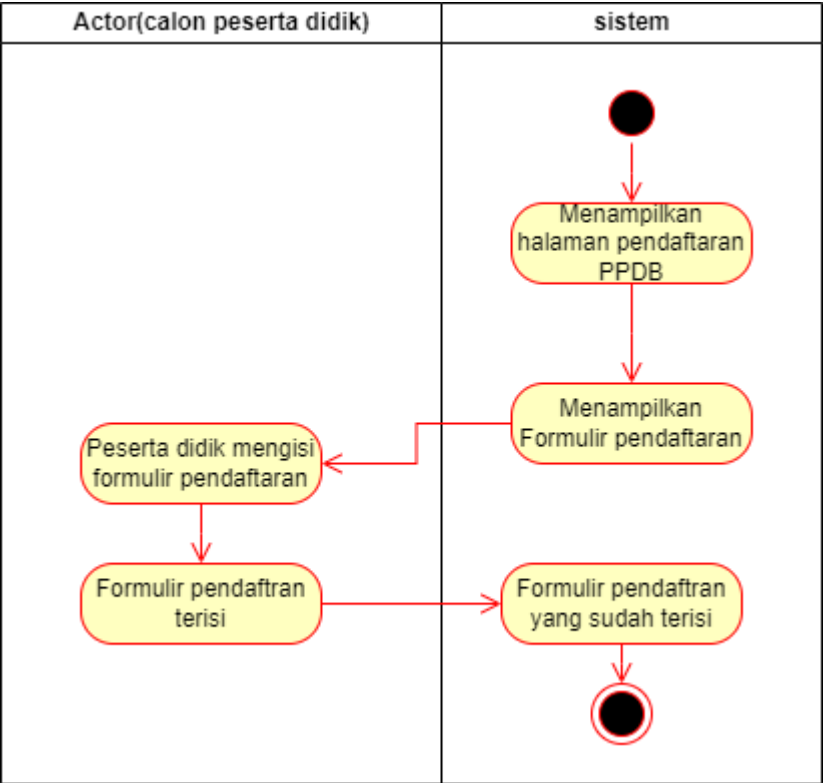 Actor(calon peserta didik)
sistem
Menampilkan
halaman pendaftaran
PPDB
Menampilkan
Formulir pendaftaran
Peserta didik mengisi
formulir pendaftaran
Formulir pendaftran
terisi
Formulir pendaftran
yang sudah terisi